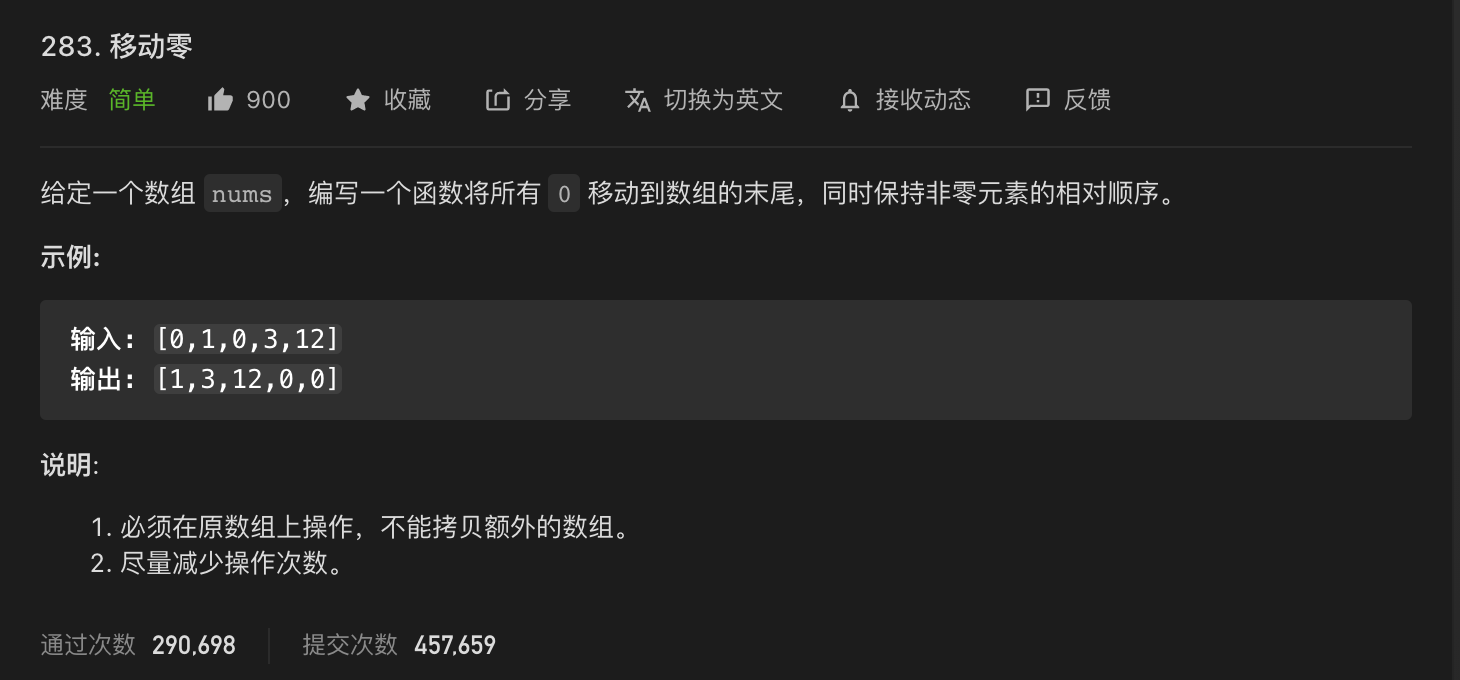 283. 移动零
难度 简单 900 收藏 分享 切换为英文 接收动态 反馈
给定一个数组 nums，编写一个函数将所有 0 移动到数组的末尾，同时保持非零元素的相对顺序。
示例:
输入: [0,1,0,3,12]
输出: [1,3,12,0,0]
说明:
1. 必须在原数组上操作，不能拷贝额外的数组。
2. 尽量减少操作次数。
通过次数 290,698 提交次数 457,659